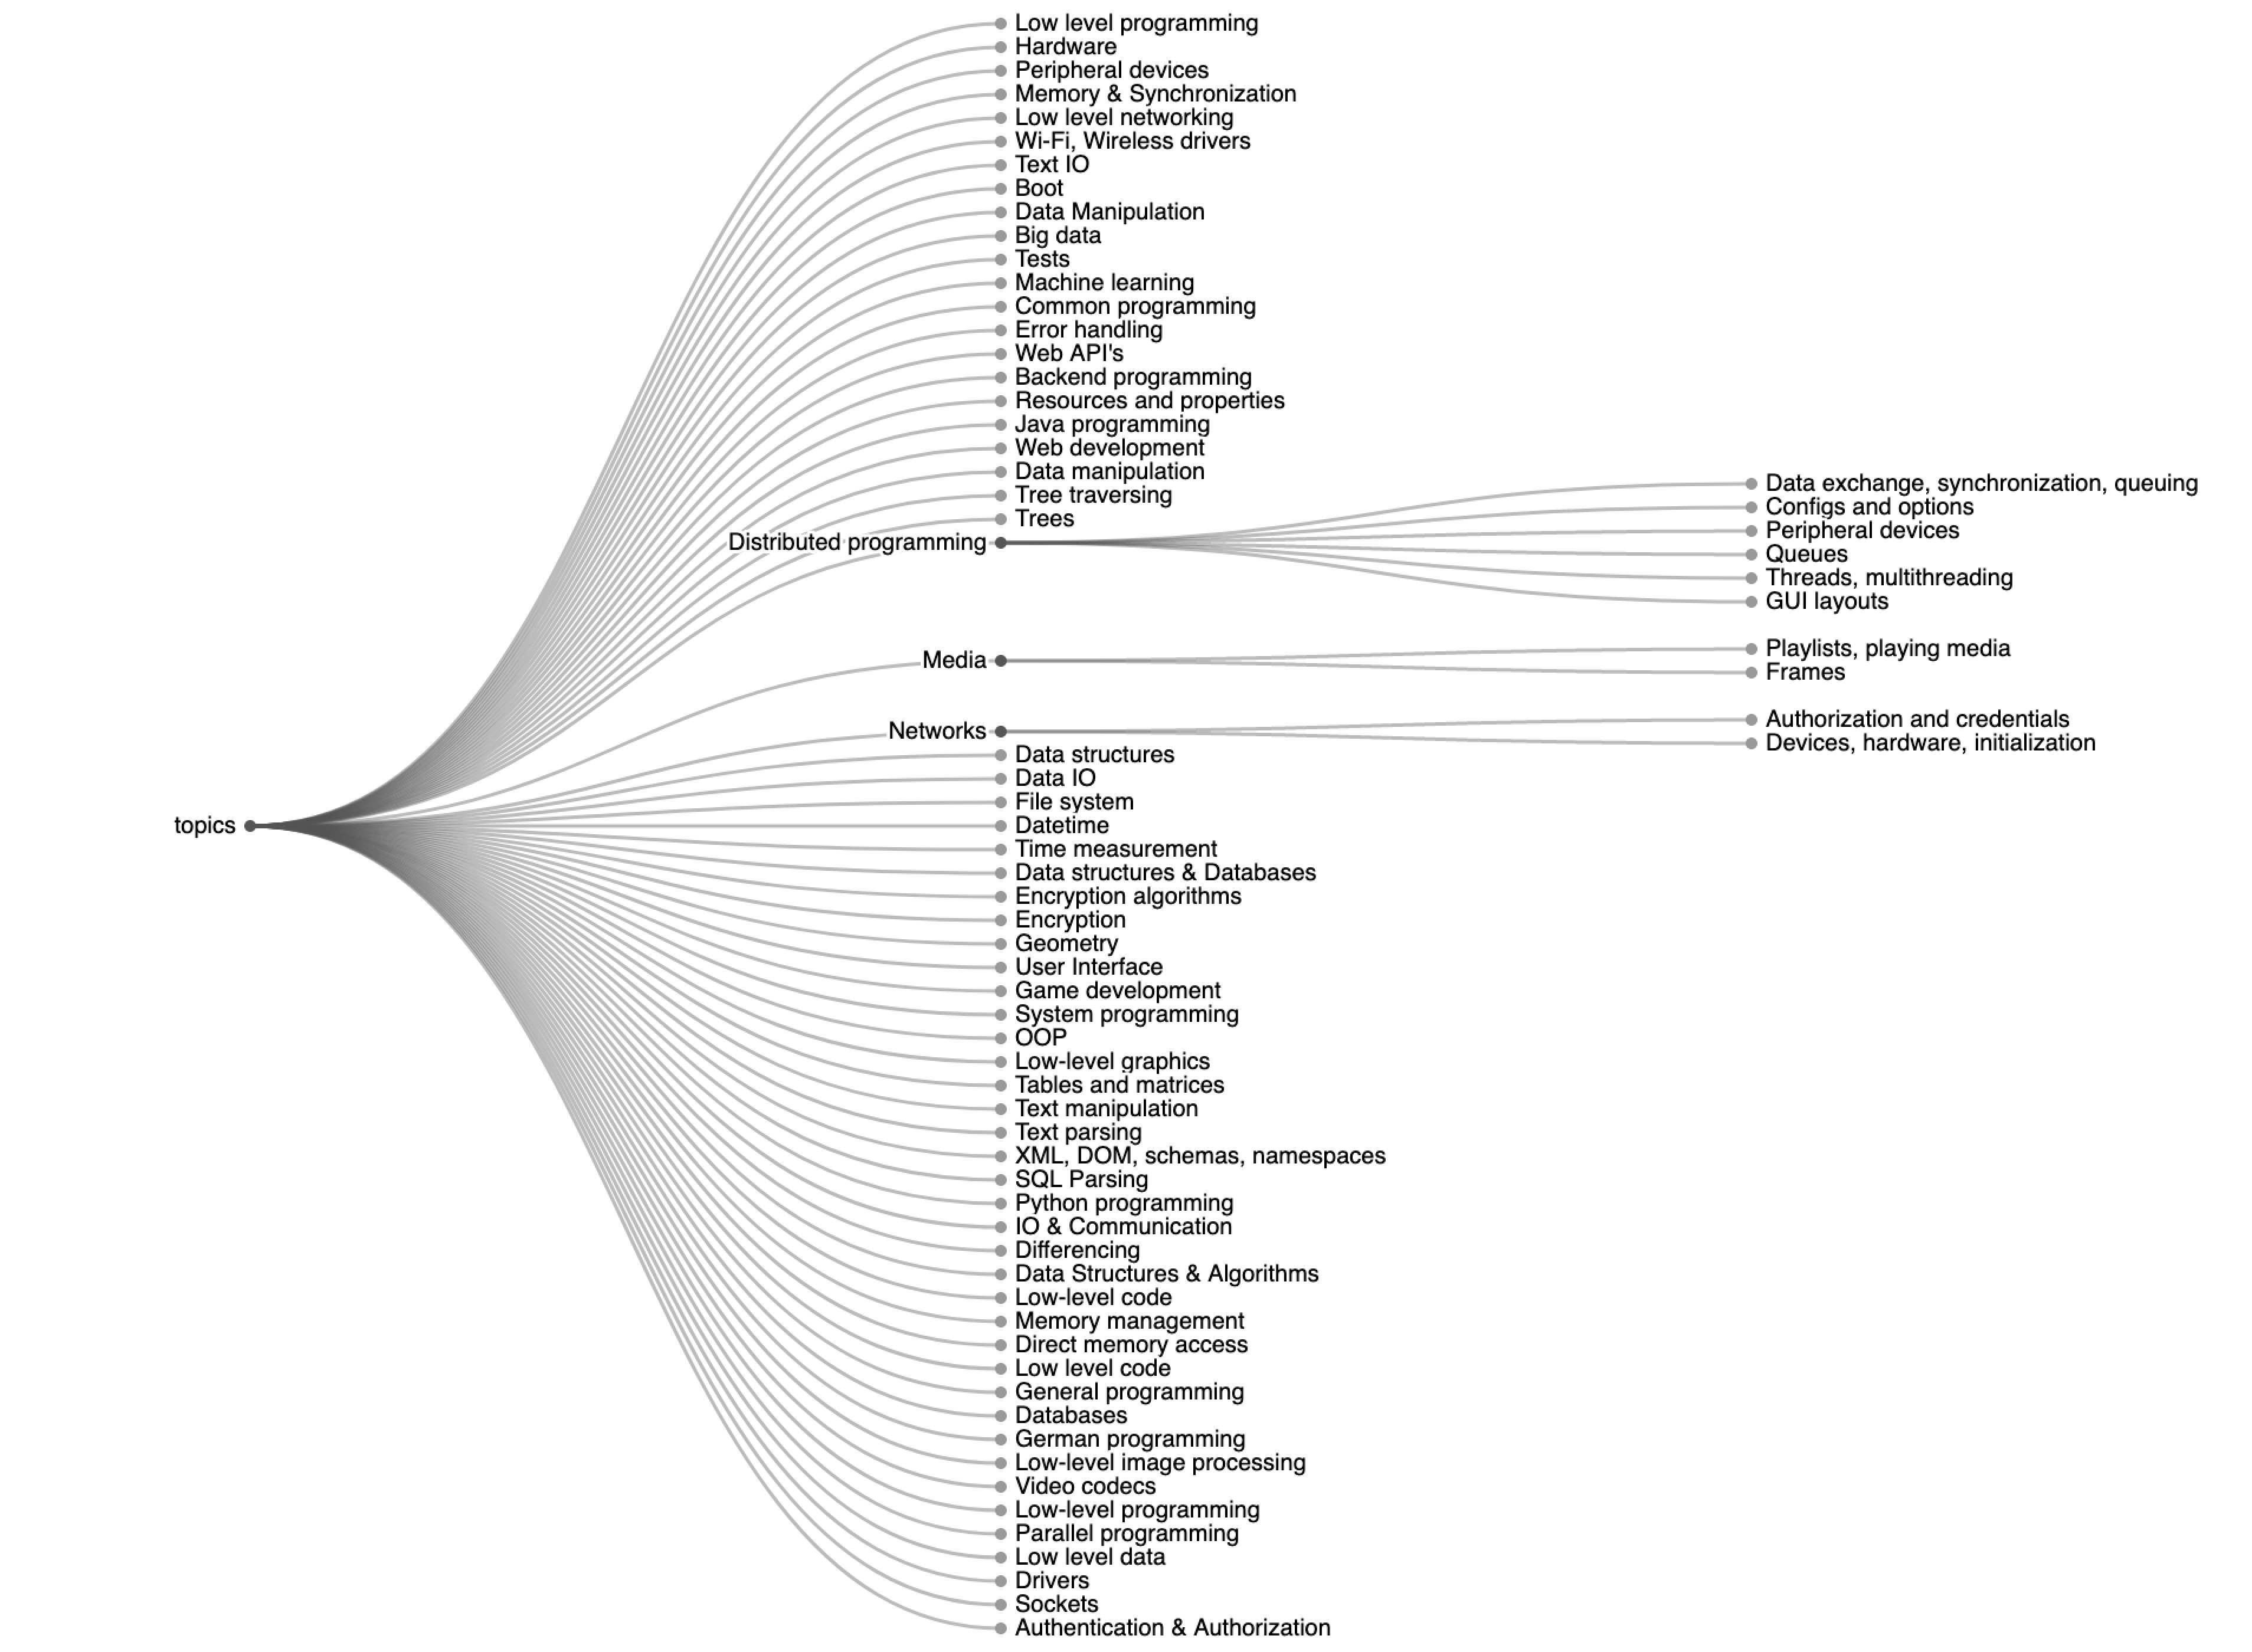 Low level programming
Hardware
Peripheral devices
Memory & Synchronization
Low level networking
Wi-Fi, Wireless drivers
Text IO
Boot
Data Manipulation
Big data
Tests
Machine learning
Common programming
Error handling
Web API's
Backend programming
Resources and properties
Java programming
Web development
Data manipulation
Tree traversing
Trees
Distributed programming
Data exchange, synchronization, queuing
Configs and options
Peripheral devices
Queues
Threads, multithreading
GUI layouts
Media
Playlists, playing media
Frames
Networks
Authorization and credentials
Devices, hardware, initialization
topics
Data structures
Data IO
File system
Datetime
Time measurement
Data structures & Databases
Encryption algorithms
Encryption
Geometry
User Interface
Game development
System programming
OOP
Low-level graphics
Tables and matrices
Text manipulation
Text parsing
XML, DOM, schemas, namespaces
SQL Parsing
Python programming
IO & Communication
Differencing
Data Structures & Algorithms
Low-level code
Memory management
Direct memory access
Low level code
General programming
Databases
German programming
Low-level image processing
Video codecs
Low-level programming
Parallel programming
Low level data
Drivers
Sockets
Authentication & Authorization